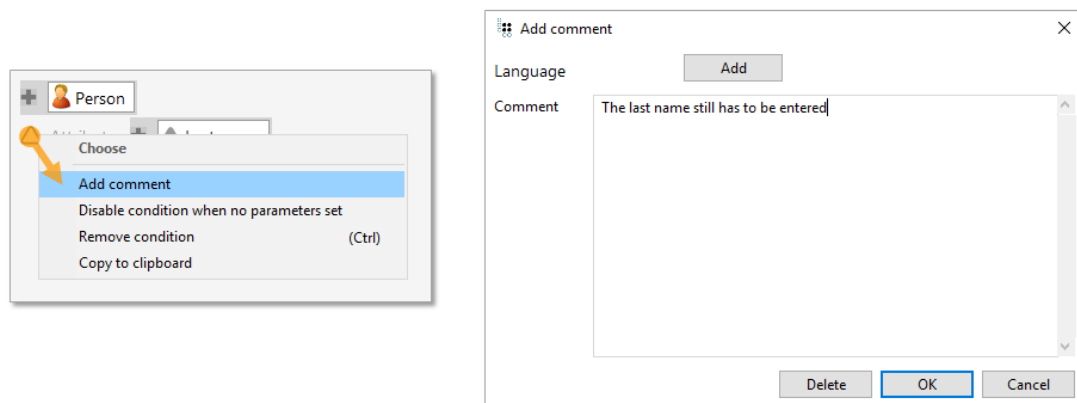 Person
Choose
Add comment
Disable condition when no parameters set
Remove condition (Ctrl)
Copy to clipboard
Add comment
Language Add
Comment The last name still has to be entered
Delete OK Cancel